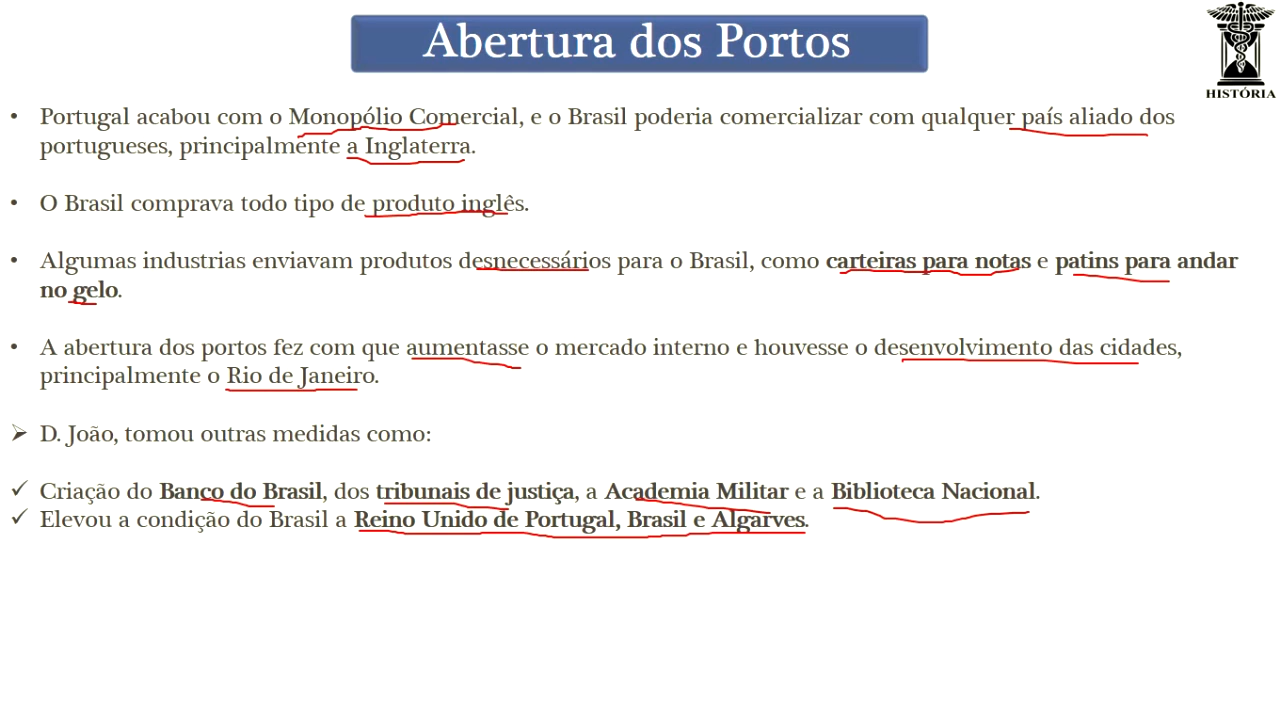 Abertura dos Portos
HISTÓRIA
• Portugal acabou com o Monopólio Comercial, e o Brasil poderia comercializar com qualquer país aliado dos
portugueses, principalmente a Inglaterra.
• O Brasil comprava todo tipo de produto inglês.
• Algumas industrias enviavam produtos desnecessários para o Brasil, como carteiras para notas e patins para andar
no gelo.
• A abertura dos portos fez com que aumentasse o mercado interno e houvesse o desenvolvimento das cidades,
principalmente o Rio de Janeiro.
➢ D. João, tomou outras medidas como:
✓ Criação do Banco do Brasil, dos tribunais de justiça, a Academia Militar e a Biblioteca Nacional.
✓ Elevou a condição do Brasil a Reino Unido de Portugal, Brasil e Algarves.